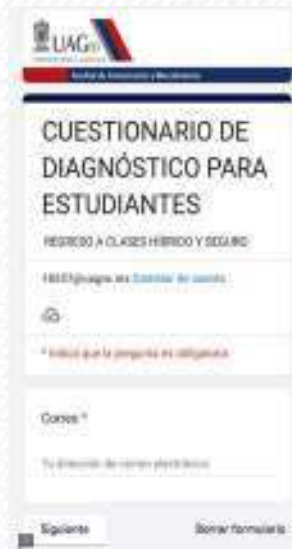 UAGro
CUESTIONARIO DE
DIAGNÓSTICO PARA
ESTUDIANTES
REGRESO A CLASES HÍBRIDO Y SEGURO
Cambiar de cuenta
* Indica que la pregunta es obligatoria
Correo *
Tu dirección de correo electrónico
Siguiente
Borrar formulario